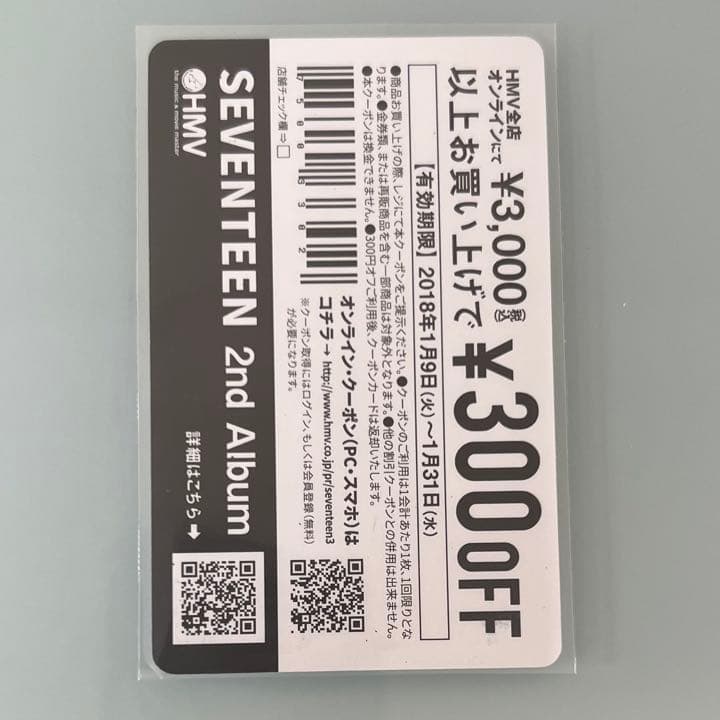 HMV全店
オンラインにて
¥3,000(税込)
以上お買い上げで
¥300OFF
【有効期限】2018年1月9日(火)～1月31日(水)
●商品お買い上げの際、レジにて本クーポンをご提示ください。●クーポンのご利用は1会計あたり1枚、1回限りとな
ります。●金券類、または再販商品を含む一部商品は対象外となります。●他の割引クーポンとの併用は出来ません。
●本クーポンは換金できません。●300円オフご利用後、クーポンカードは返却いたします。
店舗チェック欄⇒□
オンライン・クーポン(PC・スマホ)は
コチラ→ http://www.hmv.co.jp/pr/seventeen3
※クーポン取得にはログイン、もしくは会員登録(無料)
が必要になります。
SEVENTEEN 2nd Album
HMV
the music & movie master
詳細はこちら→